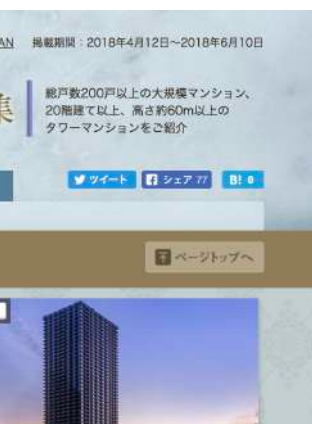 AN 掲載期間：2018年4月12日～2018年6月10日
集
総戸数200戸以上の大規模マンション、
20階建て以上、高さ約60m以上の
タワーマンションをご紹介
ツイート シェア 77 B! 0
ページトップへ